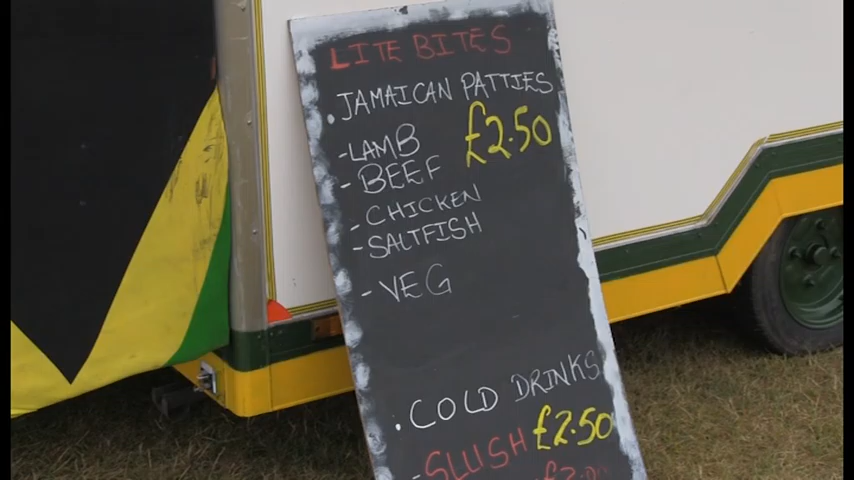 LITE BITES
• JAMAICAN PATTIES
- LAMB £2.50
- BEEF
- CHICKEN
- SALTFISH
- VEG
• COLD DRINKS
- SLUSH £2.50